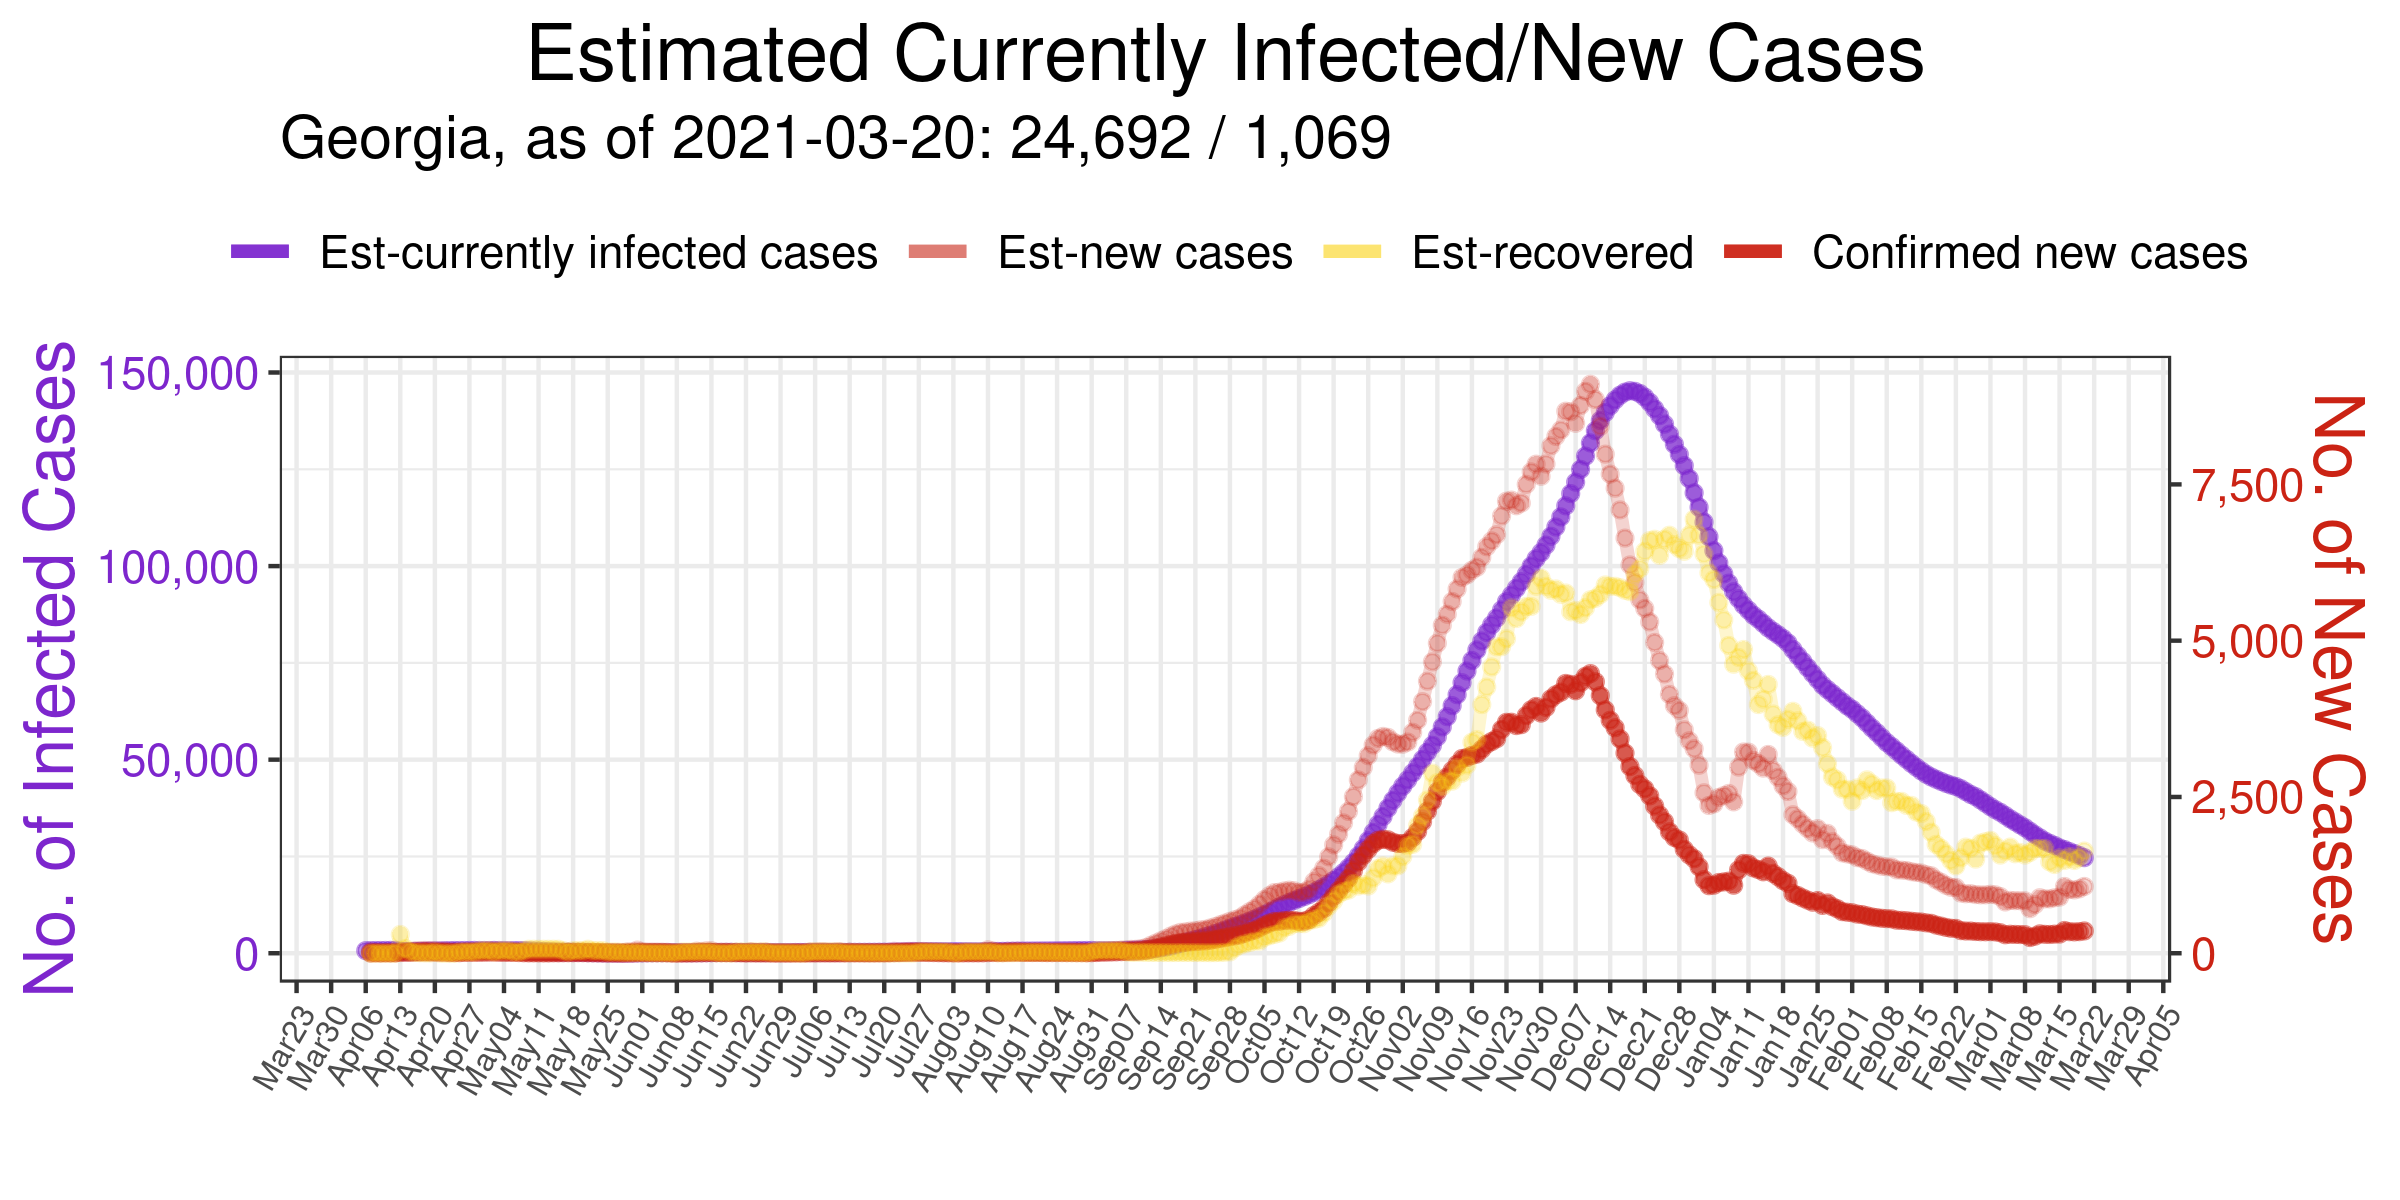 Estimated Currently Infected/New Cases
Georgia, as of 2021-03-20: 24,692 / 1,069
Est-currently infected cases Est-new cases Est-recovered Confirmed new cases
No. of Infected Cases
150,000
100,000
50,000
0
No. of New Cases
7,500
5,000
2,500
0
Mar23 Mar30 Apr06 Apr13 Apr20 Apr27 May04 May11 May18 May25 Jun01 Jun08 Jun15 Jun22 Jun29 Jul06 Jul13 Jul20 Jul27 Aug03 Aug10 Aug17 Aug24 Aug31 Sep07 Sep14 Sep21 Sep28 Oct05 Oct12 Oct19 Oct26 Nov02 Nov09 Nov16 Nov23 Nov30 Dec07 Dec14 Dec21 Dec28 Jan04 Jan11 Jan18 Jan25 Feb01 Feb08 Feb15 Feb22 Mar01 Mar08 Mar15 Mar22 Mar29 Apr05